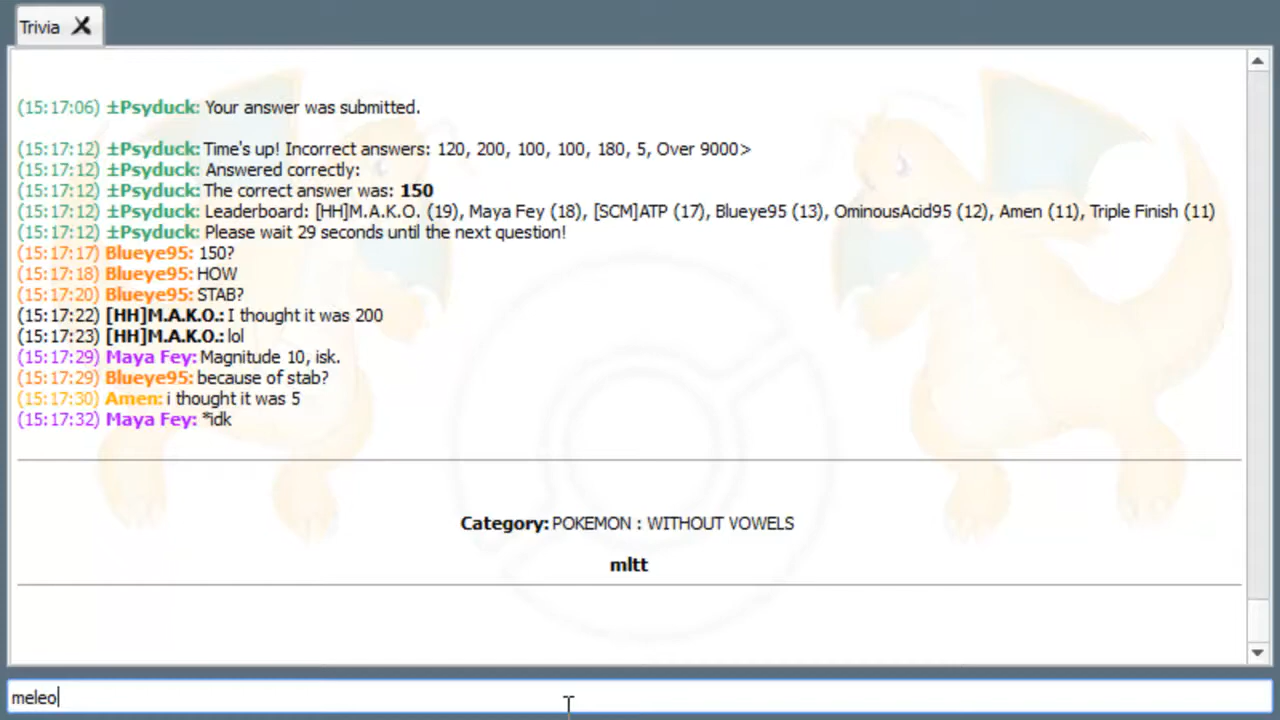 Trivia X
(15:17:06) ±Psyduck: Your answer was submitted.
(15:17:12) ±Psyduck: Time's up! Incorrect answers: 120, 200, 100, 100, 180, 5, Over 9000>
(15:17:12) ±Psyduck: Answered correctly:
(15:17:12) ±Psyduck: The correct answer was: 150
(15:17:12) ±Psyduck: Leaderboard: [HH]M.A.K.O. (19), Maya Fey (18), [SCM]ATP (17), Blueye95 (13), OminousAcid95 (12), Amen (11), Triple Finish (11)
(15:17:12) ±Psyduck: Please wait 29 seconds until the next question!
(15:17:17) Blueye95: 150?
(15:17:18) Blueye95: HOW
(15:17:20) Blueye95: STAB?
(15:17:22) [HH]M.A.K.O.: I thought it was 200
(15:17:23) [HH]M.A.K.O.: lol
(15:17:29) Maya Fey: Magnitude 10, isk.
(15:17:29) Blueye95: because of stab?
(15:17:30) Amen: i thought it was 5
(15:17:32) Maya Fey: *idk
Category: POKEMON : WITHOUT VOWELS
mltt
meleo